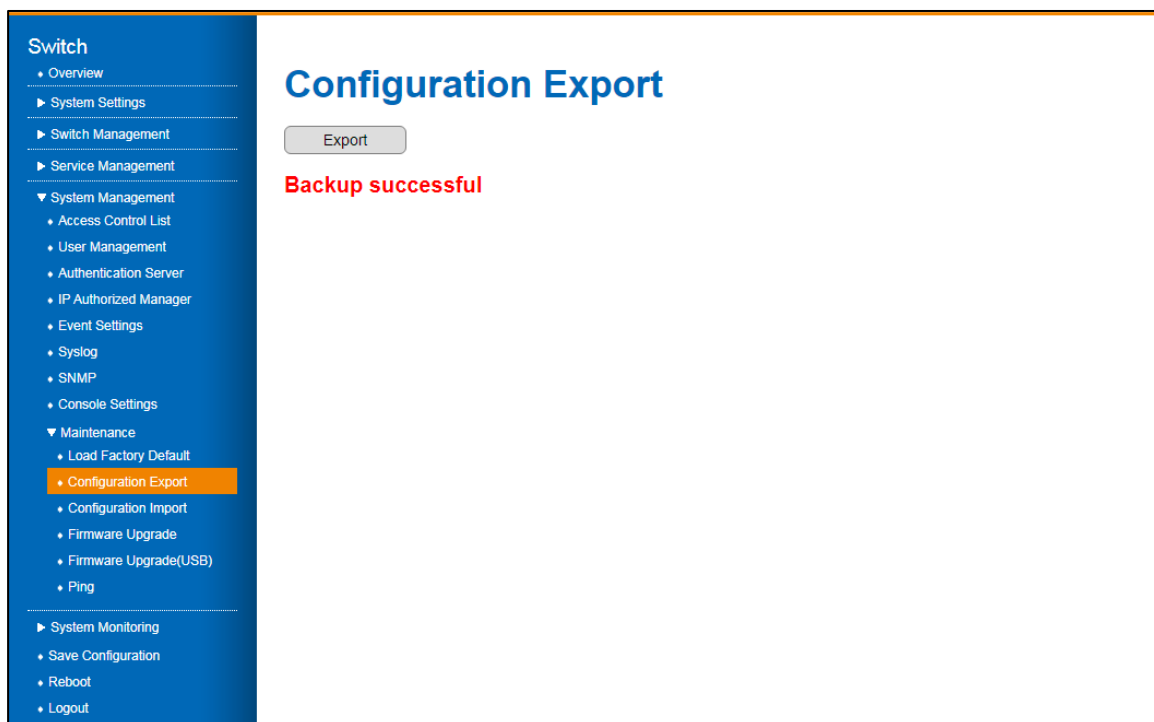 Switch
Overview
System Settings
Switch Management
Service Management
System Management
Access Control List
User Management
Authentication Server
IP Authorized Manager
Event Settings
Syslog
SNMP
Console Settings
Maintenance
Load Factory Default
Configuration Export
Configuration Import
Firmware Upgrade
Firmware Upgrade(USB)
Ping
System Monitoring
Save Configuration
Reboot
Logout
Configuration Export
Export
Backup successful